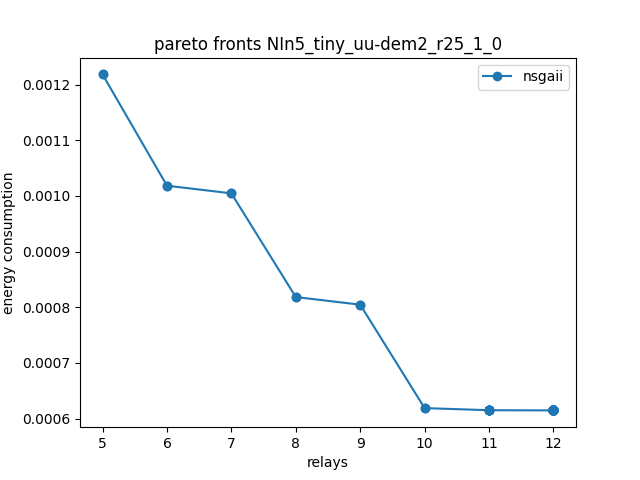 pareto fronts NIn5_tiny_uu-dem2_r25_1_0
nsgaii
energy consumption
0.0012
0.0011
0.0010
0.0009
0.0008
0.0007
0.0006
5 6 7 8 9 10 11 12
relays